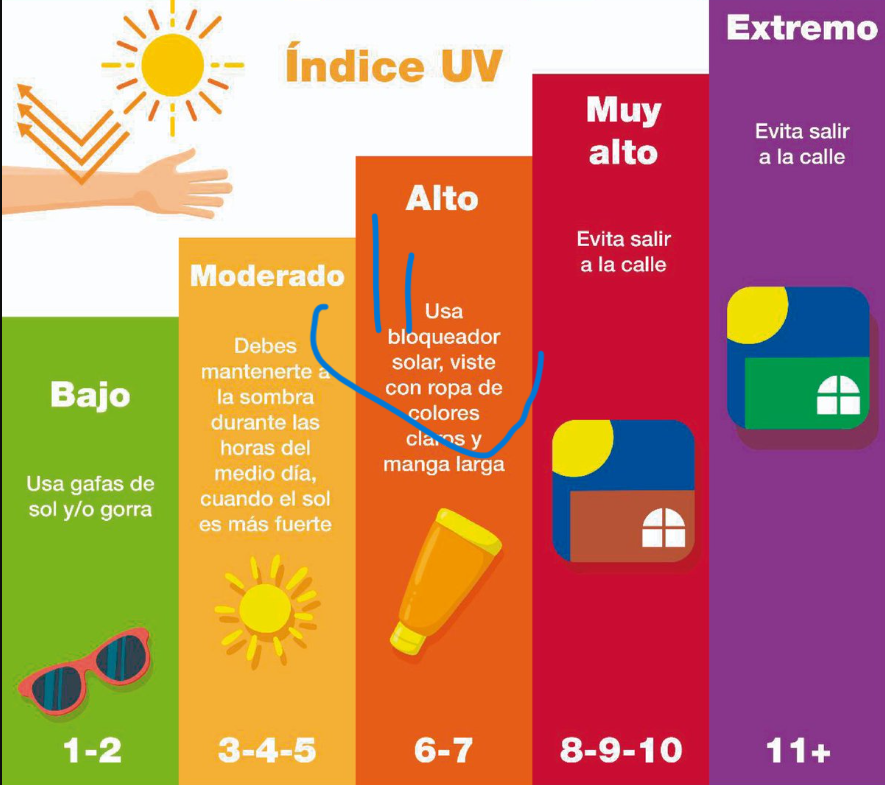 Índice UV
Bajo
Usa gafas de
sol y/o gorra
1-2
Moderado
Debes
mantenerte a
la sombra
durante las
horas del
medio día,
cuando el sol
es más fuerte
3-4-5
Alto
Usa
bloqueador
solar, viste
con ropa de
colores
claros y
manga larga
6-7
Muy
alto
Evita salir
a la calle
8-9-10
Extremo
Evita salir
a la calle
11+